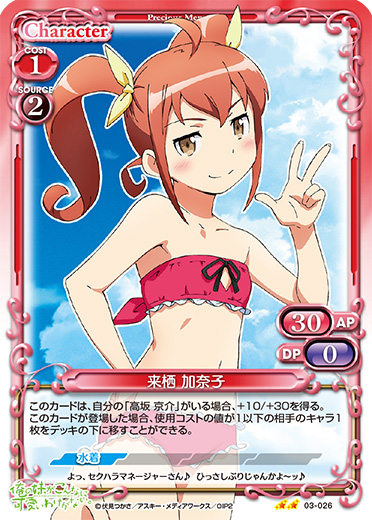 Precious Mem
Character
COST
1
SOURCE
2
30 AP
DP 0
来栖 加奈子
このカードは、自分の「高坂 京介」がいる場合、+10/+30を得る。
このカードが登場した場合、使用コストの値が1以下の相手のキャラ1
枚をデッキの下に移すことができる。
水着
よっ、セクハラマネージャーさん♪ ひっさしぶりじゃんかよ〜ッ♪
俺の妹がこんなに
可愛いわけがない。
©伏見つかさ/アスキー・メディアワークス/OIP2
03-026